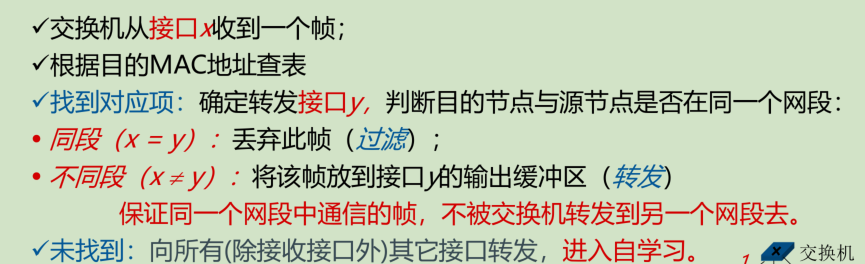 ✓交换机从接口x收到一个帧；
✓根据目的MAC地址查表
✓找到对应项：确定转发接口y，判断目的节点与源节点是否在同一个网段：
• 同段（x = y）：丢弃此帧（过滤）；
• 不同段（x ≠ y）：将该帧放到接口y的输出缓冲区（转发）
保证同一个网段中通信的帧，不被交换机转发到另一个网段去。
✓未找到：向所有(除接收接口外)其它接口转发，进入自学习。
1 交换机